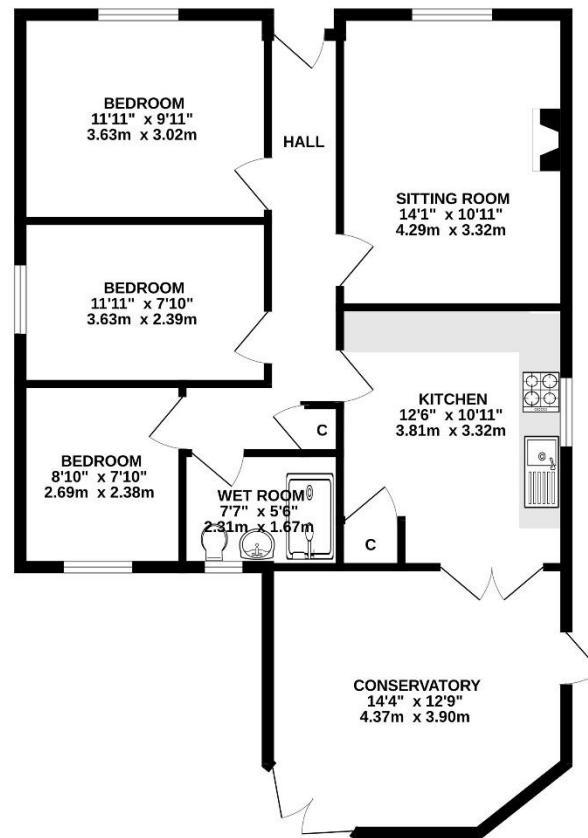 BEDROOM
11'11" x 9'11"
3.63m x 3.02m
HALL
SITTING ROOM
14'1" x 10'11"
4.29m x 3.32m
BEDROOM
11'11" x 7'10"
3.63m x 2.39m
KITCHEN
12'6" x 10'11"
3.81m x 3.32m
C
BEDROOM
8'10" x 7'10"
2.69m x 2.38m
WET ROOM
7'7" x 5'6"
2.31m x 1.67m
C
CONSERVATORY
14'4" x 12'9"
4.37m x 3.90m